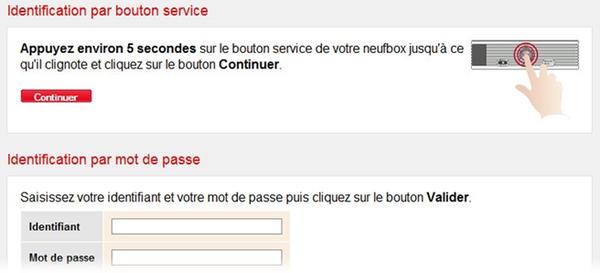 Identification par bouton service
Appuyez environ 5 secondes sur le bouton service de votre neufbox jusqu'à ce
qu'il clignote et cliquez sur le bouton Continuer.
Continuer
Identification par mot de passe
Saisissez votre identifiant et votre mot de passe puis cliquez sur le bouton Valider.
Identifiant
Mot de passe